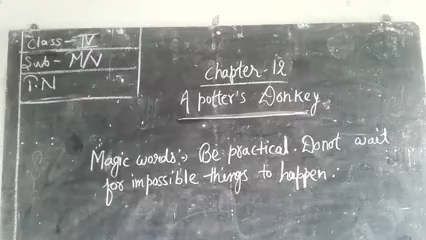 Class - IV
Sub - M/V
T.N
chapter-12
A potter's Donkey
Magic words:- Be practical. Donot wait
for impossible things to happen.